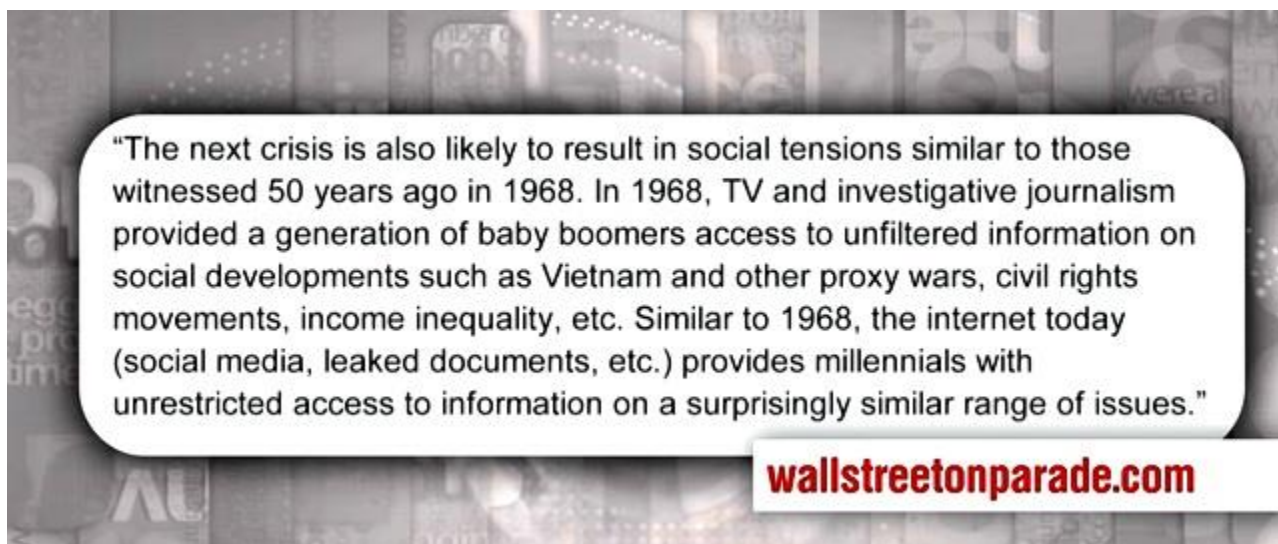 “The next crisis is also likely to result in social tensions similar to those
witnessed 50 years ago in 1968. In 1968, TV and investigative journalism
provided a generation of baby boomers access to unfiltered information on
social developments such as Vietnam and other proxy wars, civil rights
movements, income inequality, etc. Similar to 1968, the internet today
(social media, leaked documents, etc.) provides millennials with
unrestricted access to information on a surprisingly similar range of issues.”
wallstreetonparade.com